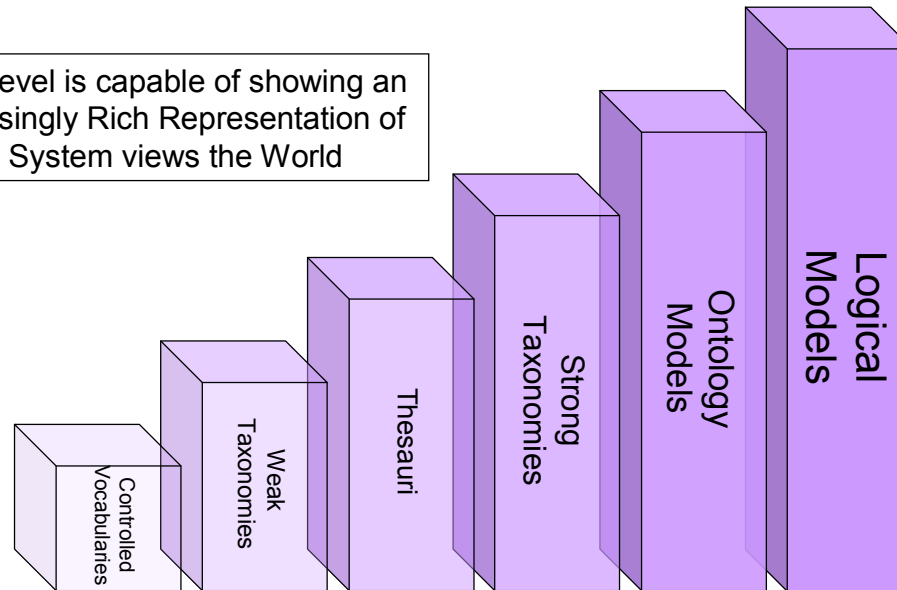 evel is capable of showing an
singly Rich Representation of
System views the World
Controlled
Vocabularies
Weak
Taxonomies
Thesauri
Strong
Taxonomies
Ontology
Models
Logical
Models